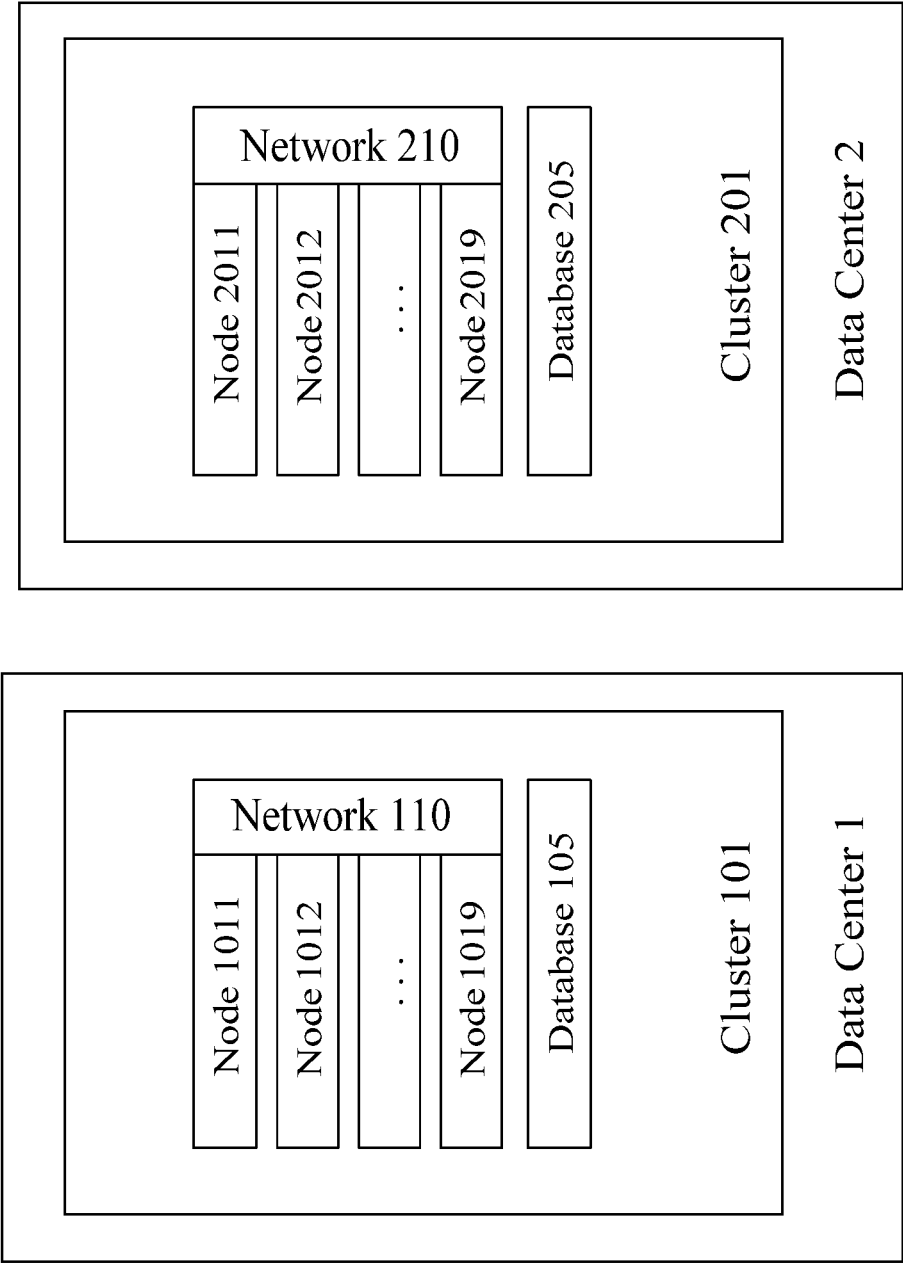 Network 210
Node 2011
Node 2012
...
Node 2019
Database 205
Cluster 201
Data Center 2
Network 110
Node 1011
Node 1012
...
Node 1019
Database 105
Cluster 101
Data Center 1